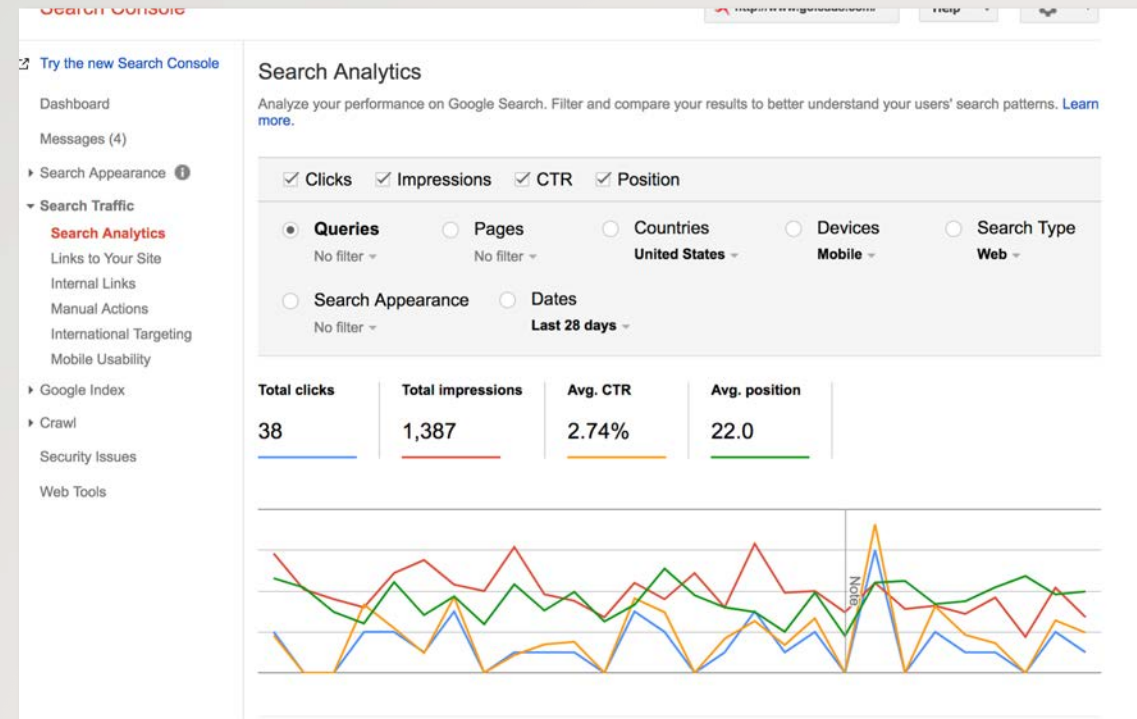 Search Console
Help
Try the new Search Console
Dashboard
Messages (4)
Search Appearance
Search Traffic
Search Analytics
Links to Your Site
Internal Links
Manual Actions
International Targeting
Mobile Usability
Google Index
Crawl
Security Issues
Web Tools
Search Analytics
Analyze your performance on Google Search. Filter and compare your results to better understand your users' search patterns. Learn
more.
Clicks Impressions CTR Position
Queries Pages Countries Devices Search Type
No filter No filter United States Mobile Web
Search Appearance Dates
No filter Last 28 days
Total clicks Total impressions Avg. CTR Avg. position
38 1,387 2.74% 22.0
Note